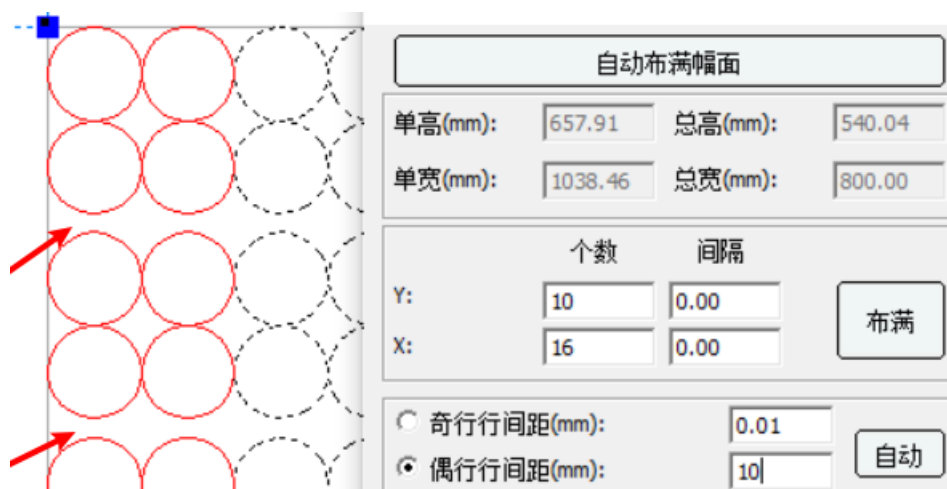 自动布满幅面
单高(mm): 657.91 总高(mm): 540.04
单宽(mm): 1038.46 总宽(mm): 800.00
个数 间隔
Y: 10 0.00
布满
X: 16 0.00
奇行行间距(mm): 0.01
自动
偶行行间距(mm): 10